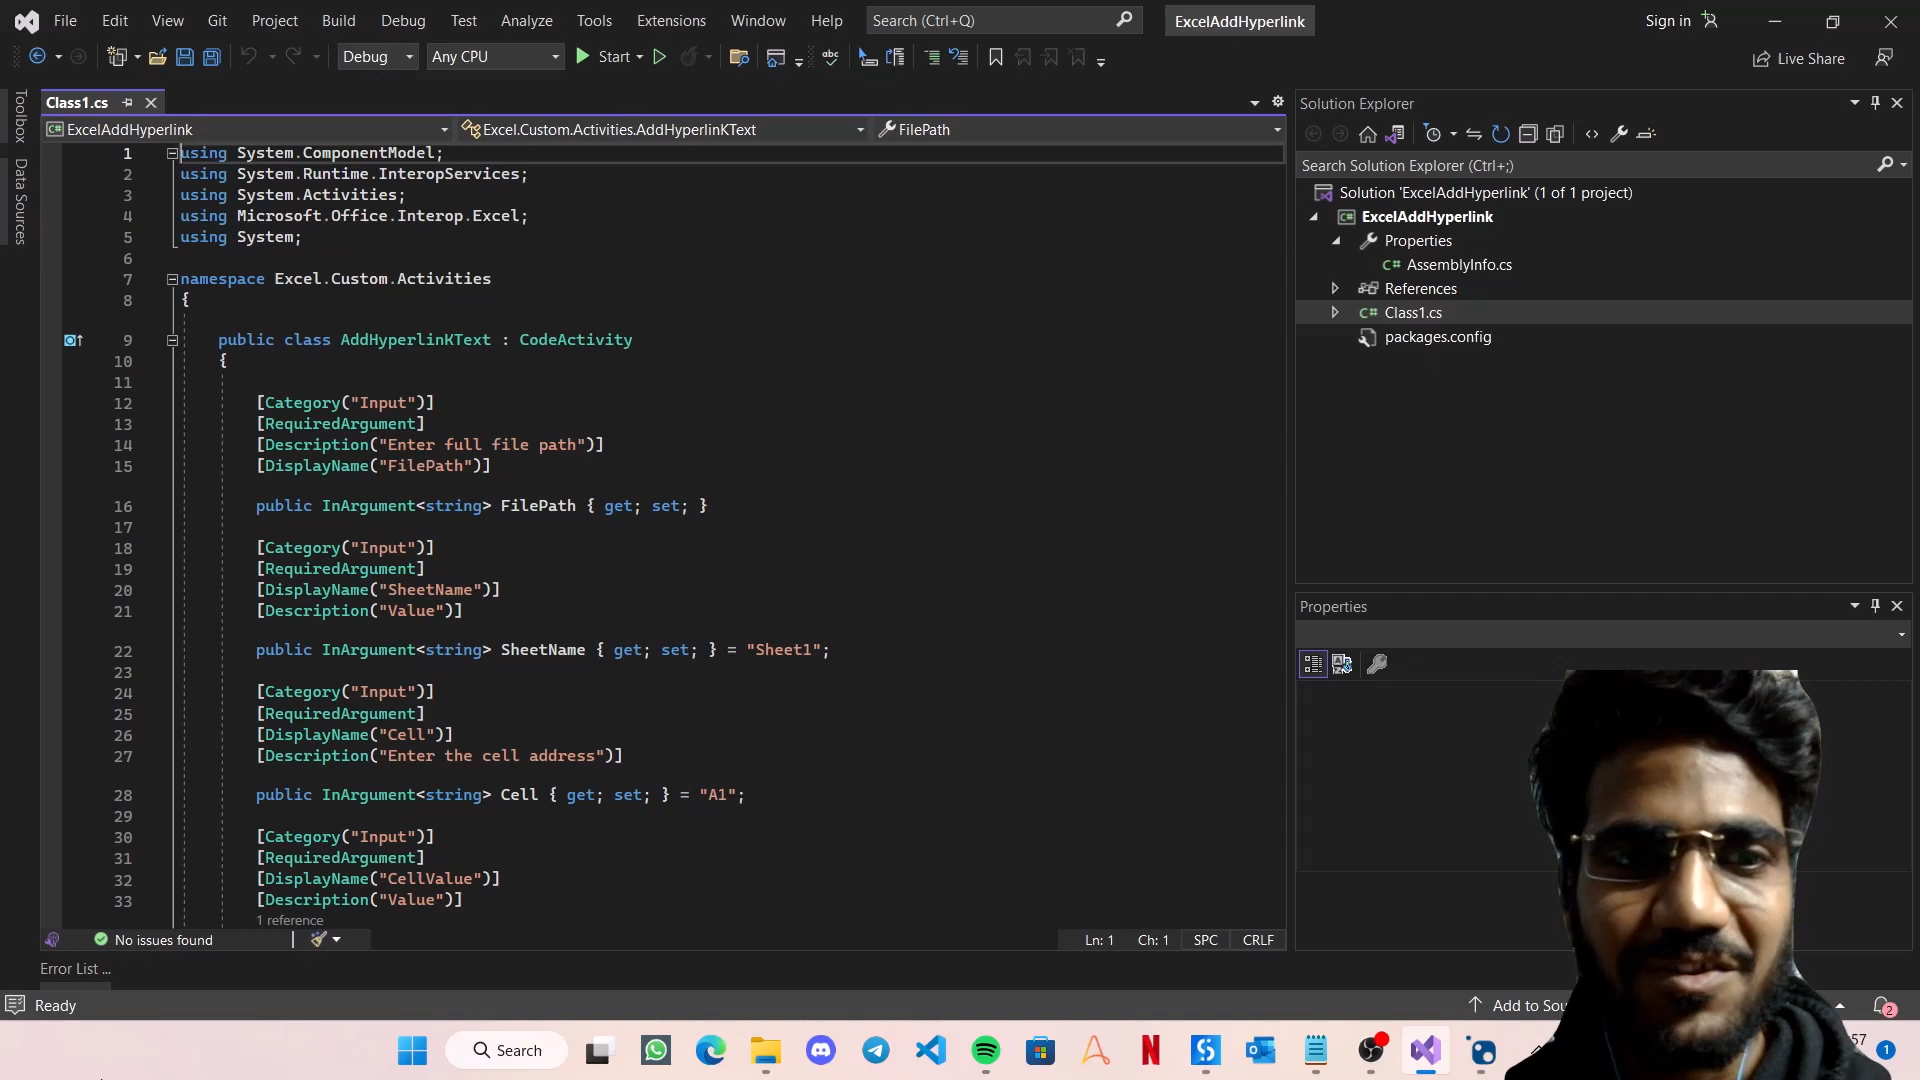 File Edit View Git Project Build Debug Test Analyze Tools Extensions Window Help Search (Ctrl+Q) ExcelAddHyperlink Sign in
Debug Any CPU Start Live Share
Toolbox
Data Sources
Class1.cs
ExcelAddHyperlink Excel.Custom.Activities.AddHyperlinKText FilePath
1 using System.ComponentModel;
2 using System.Runtime.InteropServices;
3 using System.Activities;
4 using Microsoft.Office.Interop.Excel;
5 using System;
6
7 namespace Excel.Custom.Activities
8 {
9 public class AddHyperlinKText : CodeActivity
10 {
11
12 [Category("Input")]
13 [RequiredArgument]
14 [Description("Enter full file path")]
15 [DisplayName("FilePath")]
16 public InArgument<string> FilePath { get; set; }
17
18 [Category("Input")]
19 [RequiredArgument]
20 [DisplayName("SheetName")]
21 [Description("Value")]
22 public InArgument<string> SheetName { get; set; } = "Sheet1";
23
24 [Category("Input")]
25 [RequiredArgument]
26 [DisplayName("Cell")]
27 [Description("Enter the cell address")]
28 public InArgument<string> Cell { get; set; } = "A1";
29
30 [Category("Input")]
31 [RequiredArgument]
32 [DisplayName("CellValue")]
33 [Description("Value")]
1 reference
No issues found Ln: 1 Ch: 1 SPC CRLF
Error List ...
Solution Explorer
Search Solution Explorer (Ctrl+;)
Solution 'ExcelAddHyperlink' (1 of 1 project)
ExcelAddHyperlink
Properties
C# AssemblyInfo.cs
References
C# Class1.cs
packages.config
Properties
Ready Add to Sou 2
Search 57 1